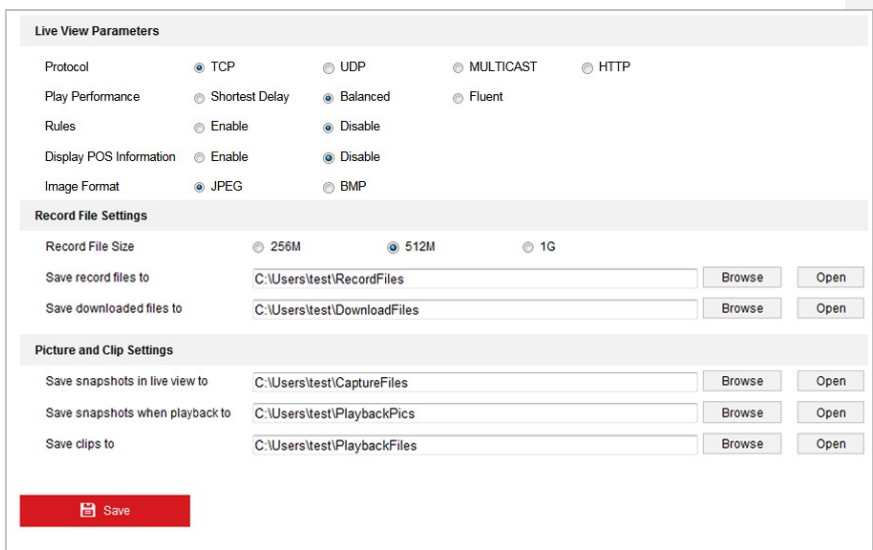 Live View Parameters
Protocol TCP UDP MULTICAST HTTP
Play Performance Shortest Delay Balanced Fluent
Rules Enable Disable
Display POS Information Enable Disable
Image Format JPEG BMP
Record File Settings
Record File Size 256M 512M 1G
Save record files to C:\Users\test\RecordFiles Browse Open
Save downloaded files to C:\Users\test\DownloadFiles Browse Open
Picture and Clip Settings
Save snapshots in live view to C:\Users\test\CaptureFiles Browse Open
Save snapshots when playback to C:\Users\test\PlaybackPics Browse Open
Save clips to C:\Users\test\PlaybackFiles Browse Open
Save